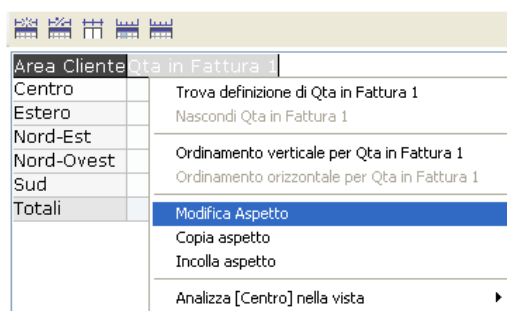 Area Cliente Qta in Fattura 1
Centro
Estero
Nord-Est
Nord-Ovest
Sud
Totali
Trova definizione di Qta in Fattura 1
Nascondi Qta in Fattura 1
Ordinamento verticale per Qta in Fattura 1
Ordinamento orizzontale per Qta in Fattura 1
Modifica Aspetto
Copia aspetto
Incolla aspetto
Analizza [Centro] nella vista